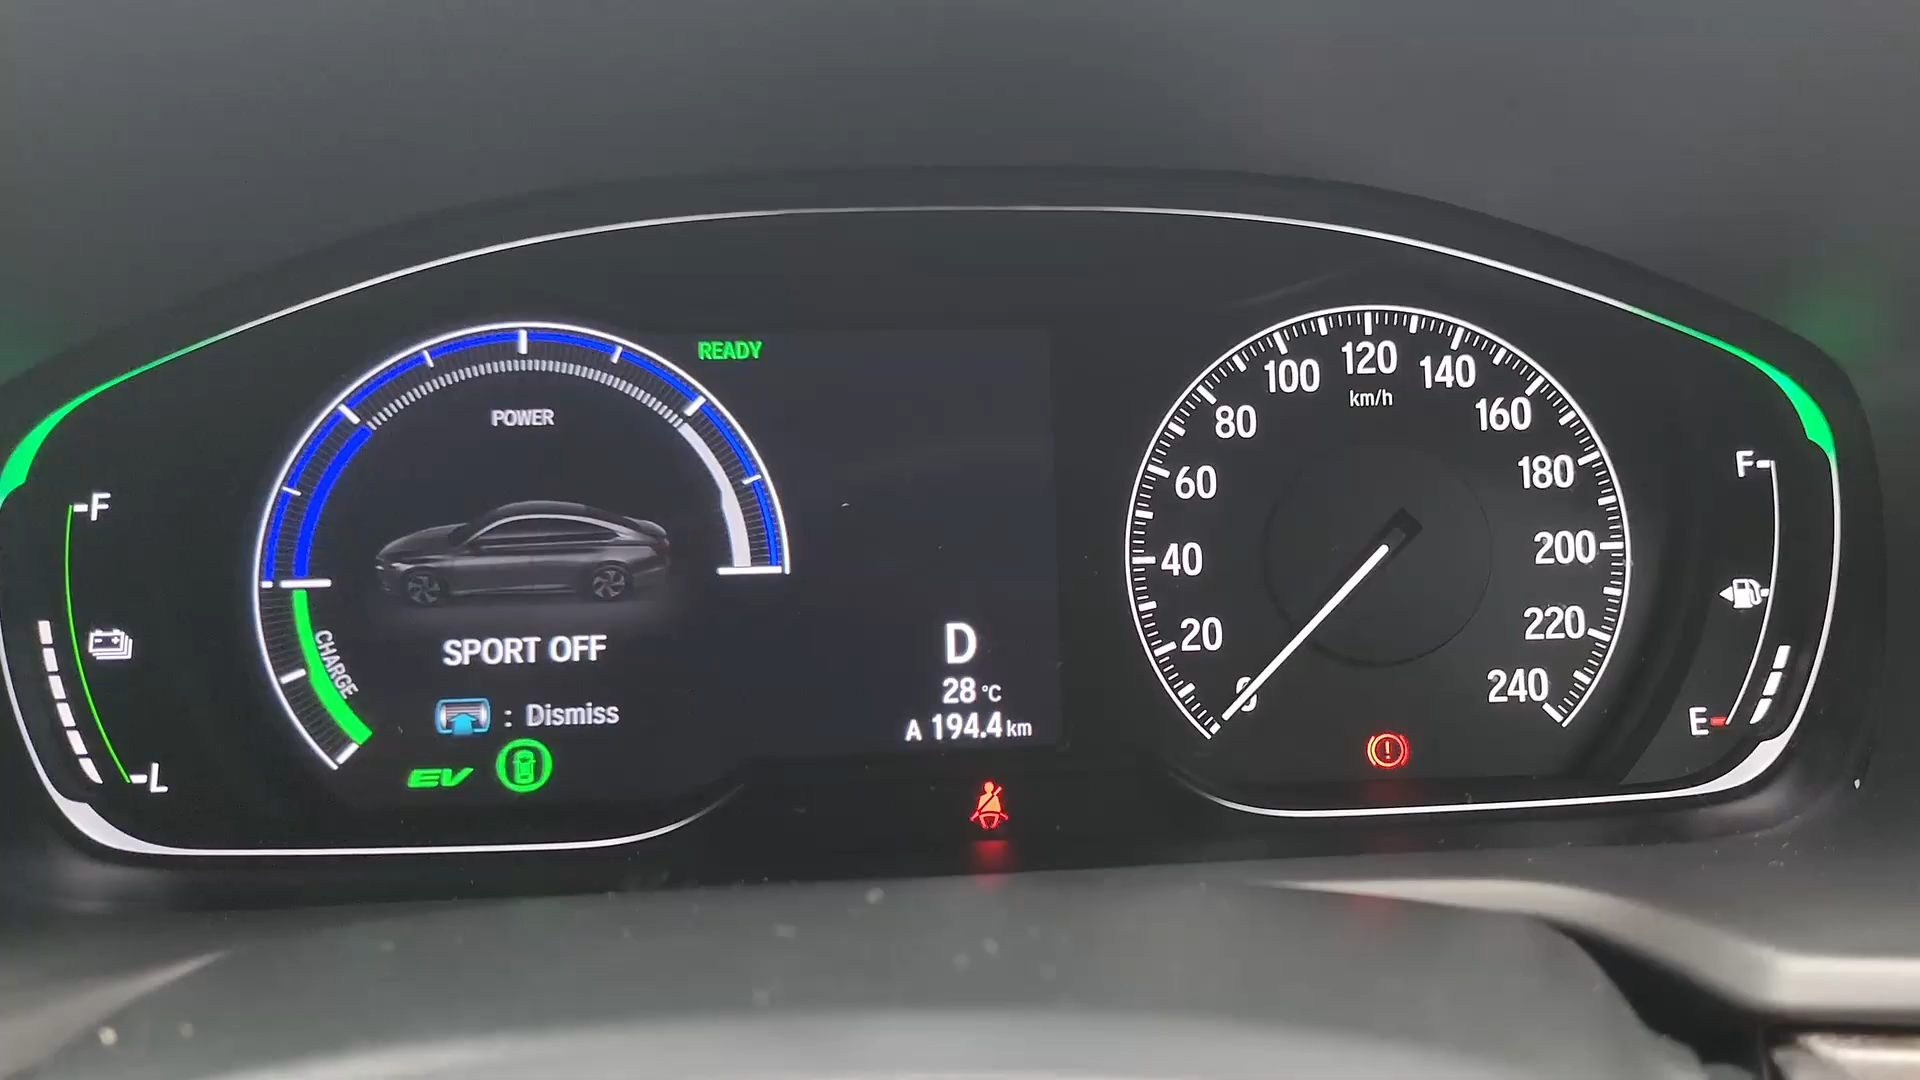 READY
POWER
CHARGE
SPORT OFF
: Dismiss
EV
F
L
D
28 °C
A 194.4 km
0
20
40
60
80
100
120
140
160
180
200
220
240
km/h
F
E